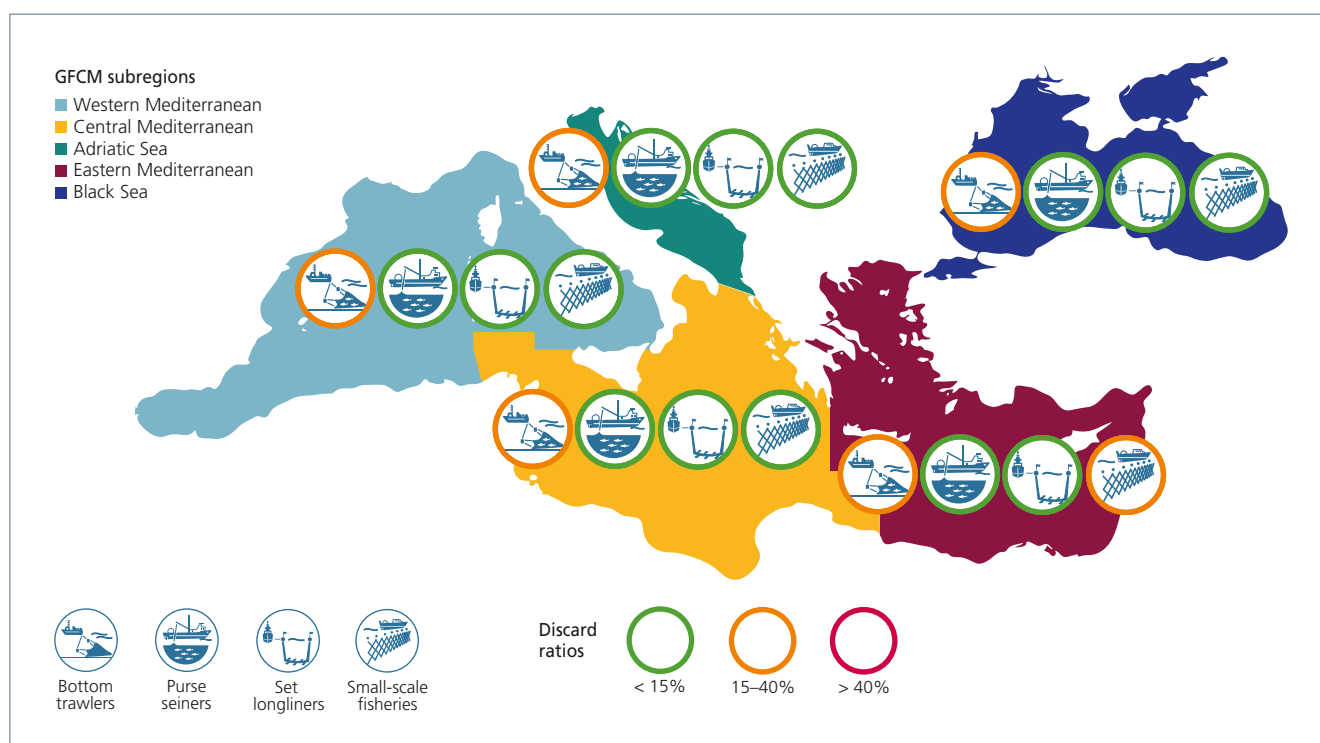 GFCM subregions
Western Mediterranean
Central Mediterranean
Adriatic Sea
Eastern Mediterranean
Black Sea
Bottom
trawlers
Purse
seiners
Set
longliners
Small-scale
fisheries
Discard
ratios
< 15%
15–40%
> 40%